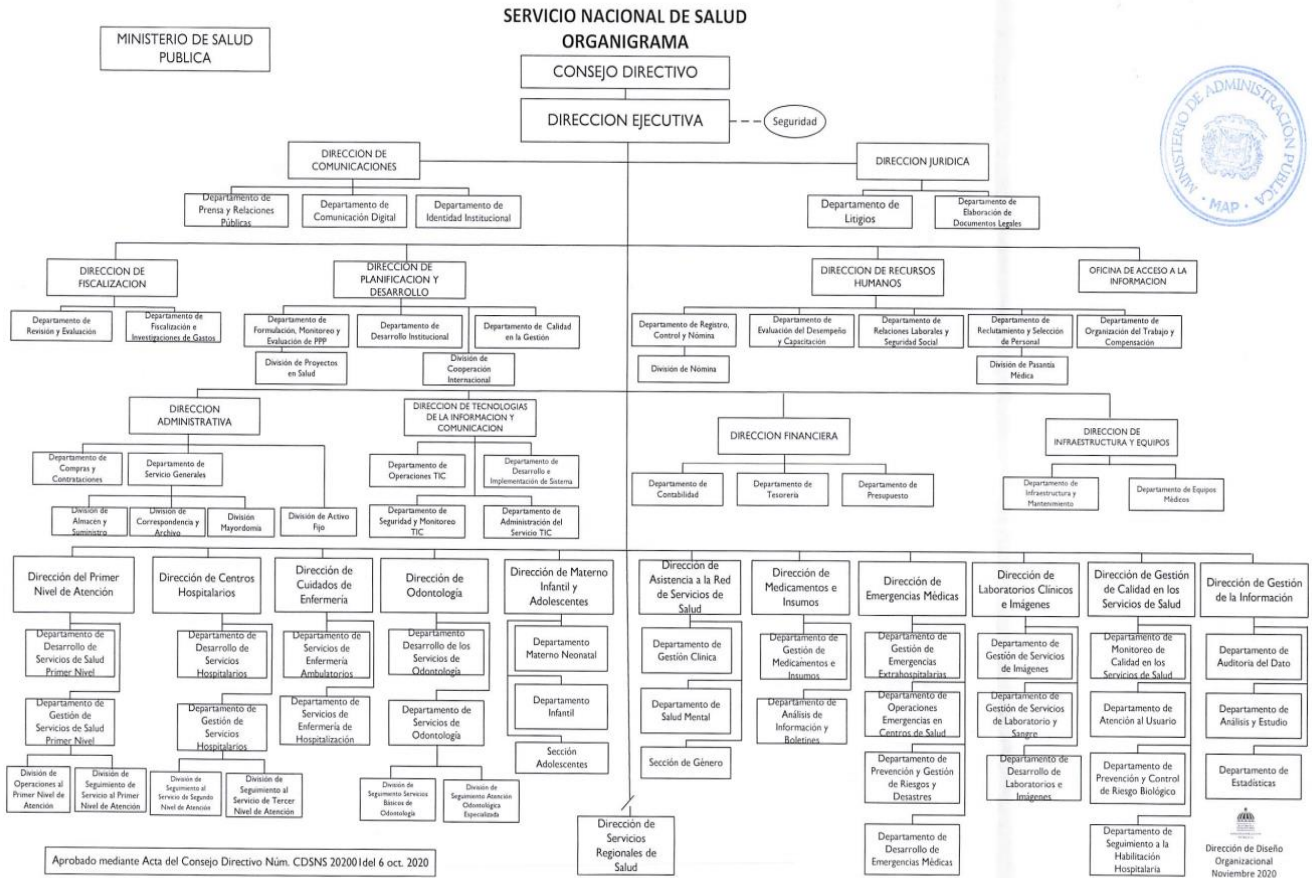 SERVICIO NACIONAL DE SALUD
ORGANIGRAMA
MINISTERIO DE SALUD
PUBLICA
CONSEJO DIRECTIVO
DIRECCION EJECUTIVA
Seguridad
MINISTERIO DE ADMINISTRACIÓN PÚBLICA
· MAP ·
DIRECCION DE
COMUNICACIONES
DIRECCION JURIDICA
Departamento de
Prensa y Relaciones
Públicas
Departamento de
Comunicación Digital
Departamento de
Identidad Institucional
Departamento de
Litigios
Departamento de
Elaboración de
Documentos Legales
DIRECCION DE
FISCALIZACION
DIRECCION DE
PLANIFICACION Y
DESARROLLO
DIRECCION DE RECURSOS
HUMANOS
OFICINA DE ACCESO A LA
INFORMACION
Departamento de
Revisión y Evaluación
Departamento de
Fiscalización e
Investigaciones de Gastos
Departamento de
Formulación, Monitoreo y
Evaluación de PPP
Departamento de
Desarrollo Institucional
Departamento de Calidad
en la Gestión
División de Proyectos
en Salud
División de
Cooperación
Internacional
Departamento de Registro,
Control y Nómina
Departamento de
Evaluación del Desempeño
y Capacitación
Departamento de
Relaciones Laborales y
Seguridad Social
Departamento de
Reclutamiento y Selección
de Personal
Departamento de
Organización del Trabajo y
Compensación
División de Nómina
División de Pasantía
Médica
DIRECCION
ADMINISTRATIVA
DIRECCION DE TECNOLOGIAS
DE LA INFORMACION Y
COMUNICACION
DIRECCION FINANCIERA
DIRECCION DE
INFRAESTRUCTURA Y EQUIPOS
Departamento de
Compras y
Contrataciones
Departamento de
Servicio Generales
División de
Almacén y
Suministro
División de
Correspondencia y
Archivo
División
Mayordomía
División de Activo
Fijo
Departamento de
Operaciones TIC
Departamento de
Desarrollo e
Implementación de Sistema
Departamento de
Seguridad y Monitoreo
TIC
Departamento de
Administración del
Servicio TIC
Departamento de
Contabilidad
Departamento de
Tesorería
Departamento de
Presupuesto
Departamento de
Infraestructura y
Mantenimiento
Departamento de Equipos
Médicos
Dirección del Primer
Nivel de Atención
Departamento de
Desarrollo de
Servicios de Salud
Primer Nivel
Departamento de
Gestión de
Servicios de Salud
Primer Nivel
División de
Operaciones al
Primer Nivel de
Atención
División de
Seguimiento de
Servicio al Primer
Nivel de Atención
Dirección de Centros
Hospitalarios
Departamento de
Desarrollo de
Servicios
Hospitalarios
Departamento de
Gestión de
Servicios
Hospitalarios
División de
Seguimiento al
Servicio de Segundo
Nivel de Atención
División de
Seguimiento al
Servicio de Tercer
Nivel de Atención
Dirección de
Cuidados de
Enfermería
Departamento de
Servicios de
Enfermería
Ambulatorios
Departamento de
Servicios de
Enfermería de
Hospitalización
Dirección de
Odontología
Departamento
Desarrollo de los
Servicios de
Odontología
Departamento de
Servicios de
Odontología
División de
Seguimiento Servicios
Básicos de
Odontología
División de
Seguimiento Atención
Odontológica
Especializada
Dirección de Materno
Infantil y
Adolescentes
Departamento
Materno Neonatal
Departamento
Infantil
Sección
Adolescentes
Dirección de
Asistencia a la Red
de Servicios de
Salud
Departamento de
Gestión Clínica
Departamento de
Salud Mental
Sección de Género
Dirección de
Medicamentos e
Insumos
Departamento de
Gestión de
Medicamentos e
Insumos
Departamento de
Análisis de
Información y
Boletines
Dirección de
Emergencias Médicas
Departamento de
Gestión de
Emergencias
Extrahospitalarias
Departamento de
Operaciones
Emergencias en
Centros de Salud
Departamento de
Prevención y Gestión
de Riesgos y
Desastres
Departamento de
Desarrollo de
Emergencias Médicas
Dirección de
Laboratorios Clínicos
e Imágenes
Departamento de
Gestión de Servicios
de Imágenes
Departamento de
Gestión de Servicios
de Laboratorio y
Sangre
Departamento de
Desarrollo de
Laboratorios e
Imágenes
Dirección de Gestión
de Calidad en los
Servicios de Salud
Departamento de
Monitoreo de
Calidad en los
Servicios de Salud
Departamento de
Atención al Usuario
Departamento de
Prevención y Control
de Riesgo Biológico
Departamento de
Seguimiento a la
Habilitación
Hospitalaria
Dirección de Gestión
de la Información
Departamento de
Auditoría del Dato
Departamento de
Análisis y Estudio
Departamento de
Estadísticas
Dirección de
Servicios
Regionales de
Salud
Aprobado mediante Acta del Consejo Directivo Núm. CDSNS 202001del 6 oct. 2020
Dirección de Diseño
Organizacional
Noviembre 2020